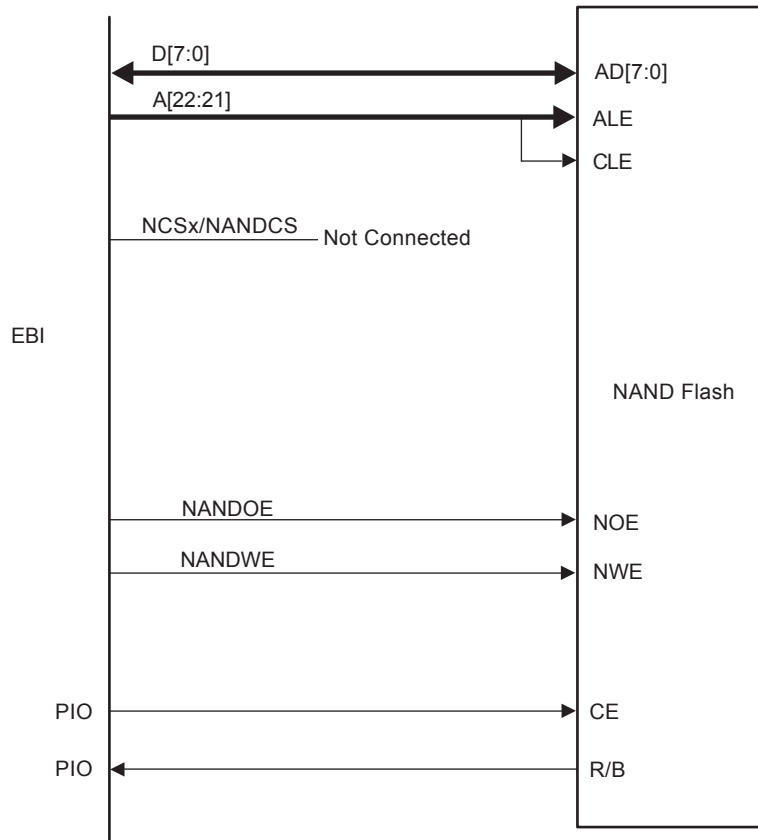 D[7:0]
AD[7:0]
A[22:21]
ALE
CLE
NCSx/NANDCS
Not Connected
EBI
NAND Flash
NANDOE
NOE
NANDWE
NWE
PIO
CE
PIO
R/B